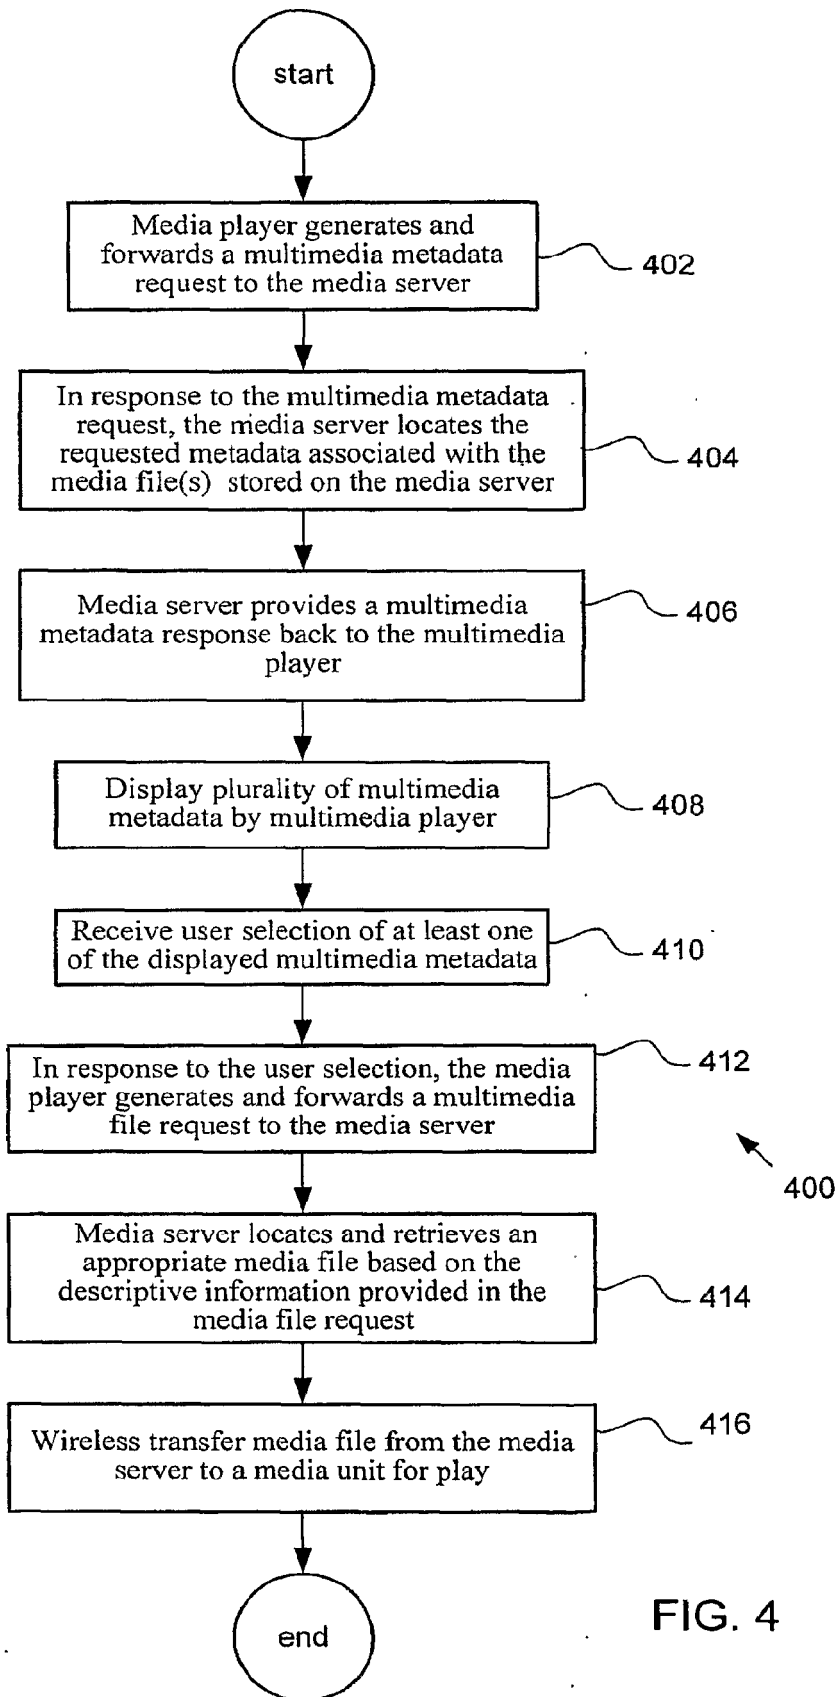 start
Media player generates and
forwards a multimedia metadata
request to the media server
402
In response to the multimedia metadata
request, the media server locates the
requested metadata associated with the
media file(s) stored on the media server
404
Media server provides a multimedia
metadata response back to the multimedia
player
406
Display plurality of multimedia
metadata by multimedia player
408
Receive user selection of at least one
of the displayed multimedia metadata
410
In response to the user selection, the media
player generates and forwards a multimedia
file request to the media server
412
400
Media server locates and retrieves an
appropriate media file based on the
descriptive information provided in the
media file request
414
Wireless transfer media file from the media
server to a media unit for play
416
end
FIG. 4